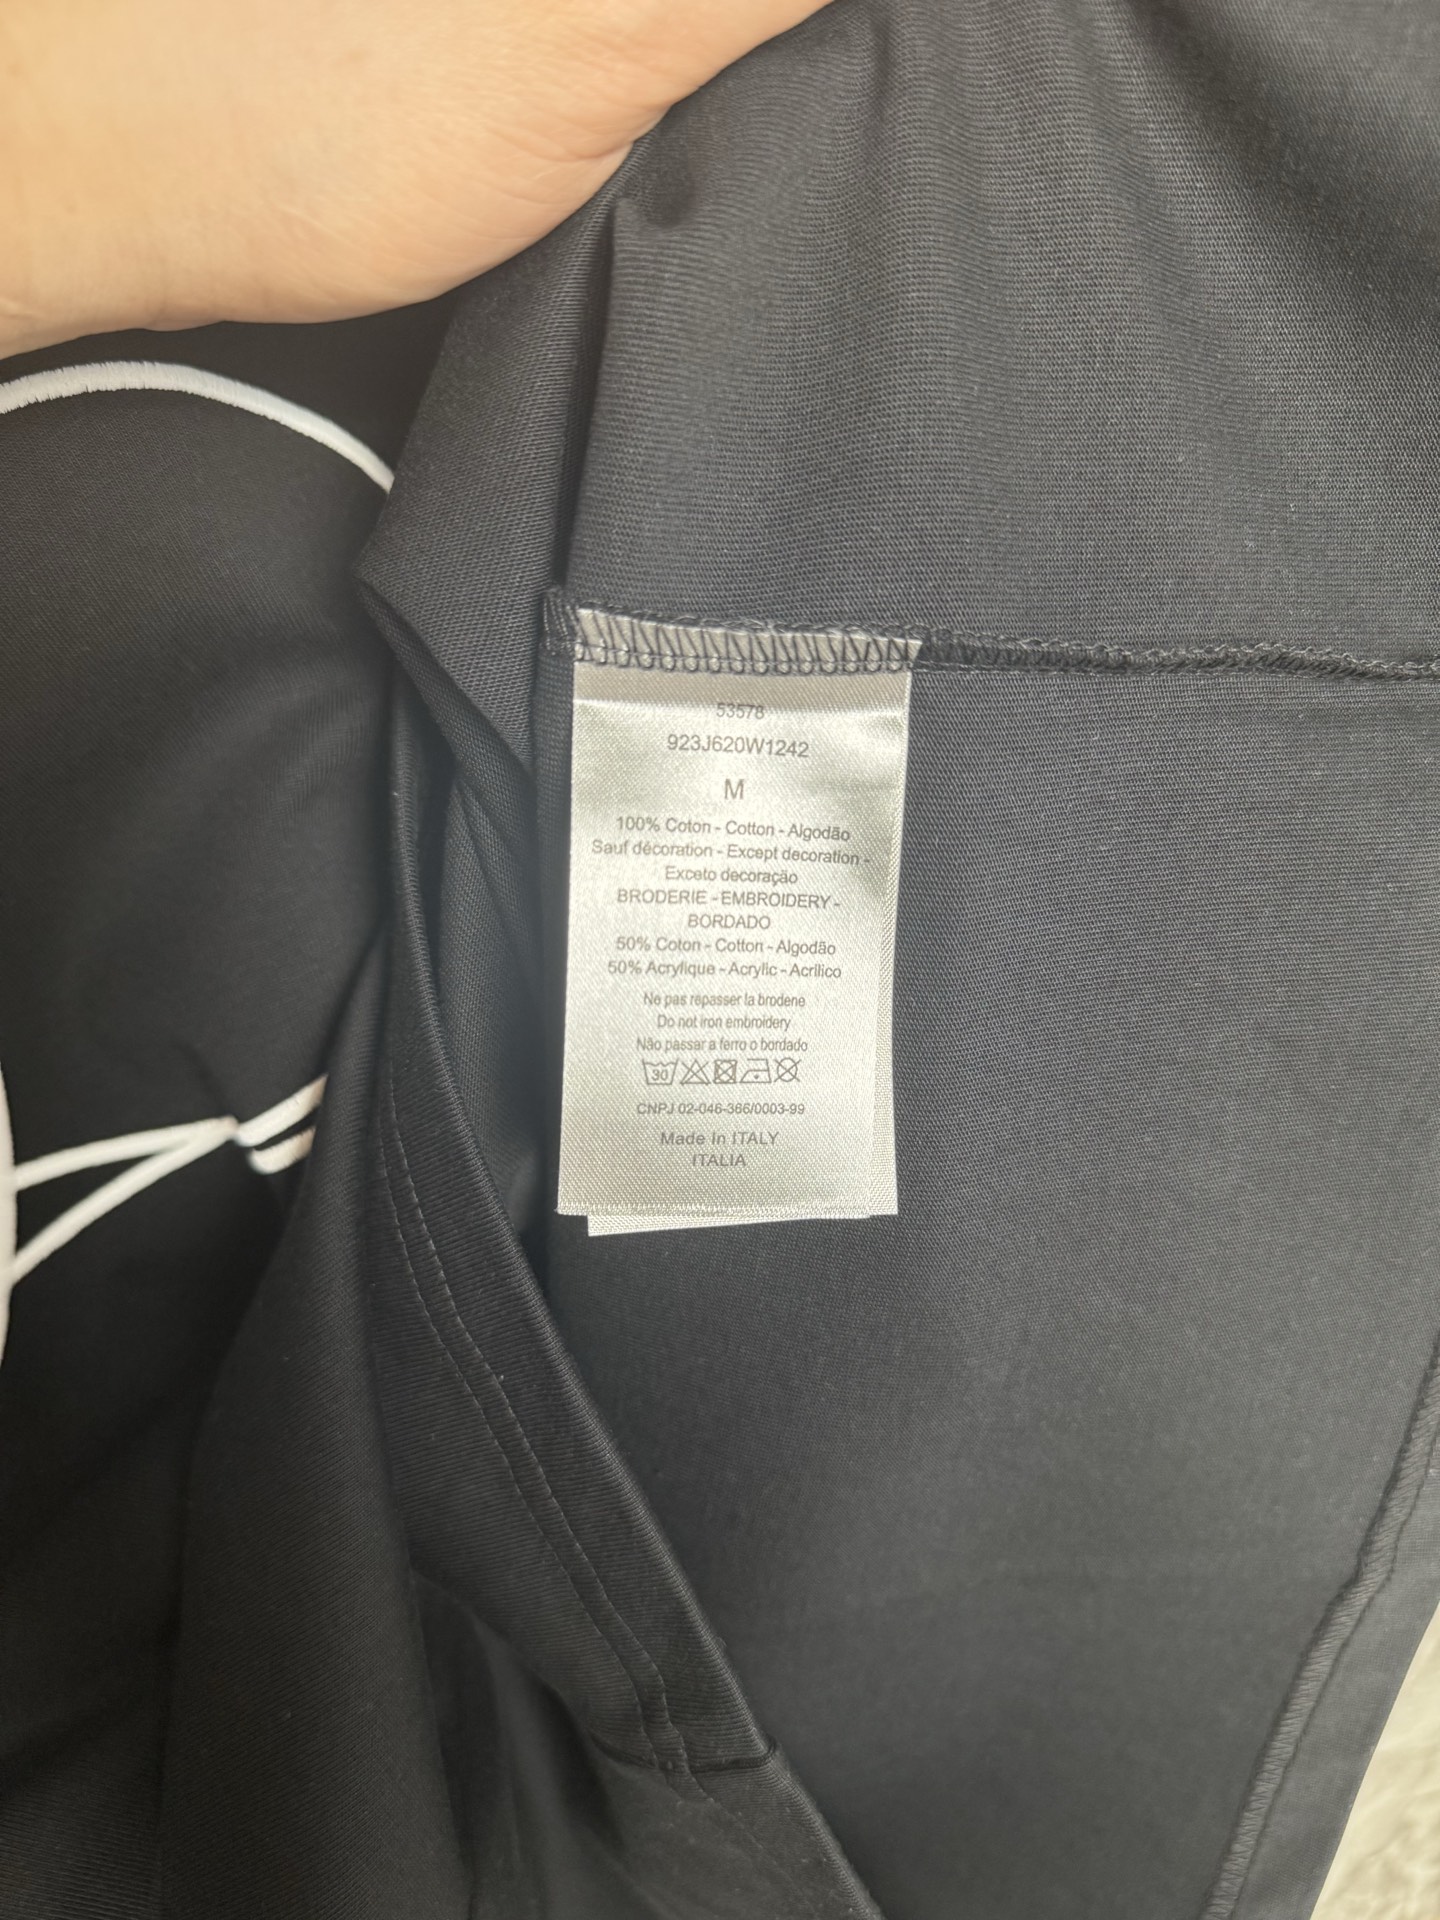 53578
923J620W1242
M
100% Coton - Cotton - Algodão
Sauf décoration - Except decoration -
Exceto decoração
BRODERIE - EMBROIDERY -
BORDADO
50% Coton - Cotton - Algodão
50% Acrylique - Acrylic - Acrílico
Ne pas repasser la brodene
Do not iron embroidery
Não passar a ferro o bordado
30
CNPJ 02-046-366/0003-99
Made in ITALY
ITALIA